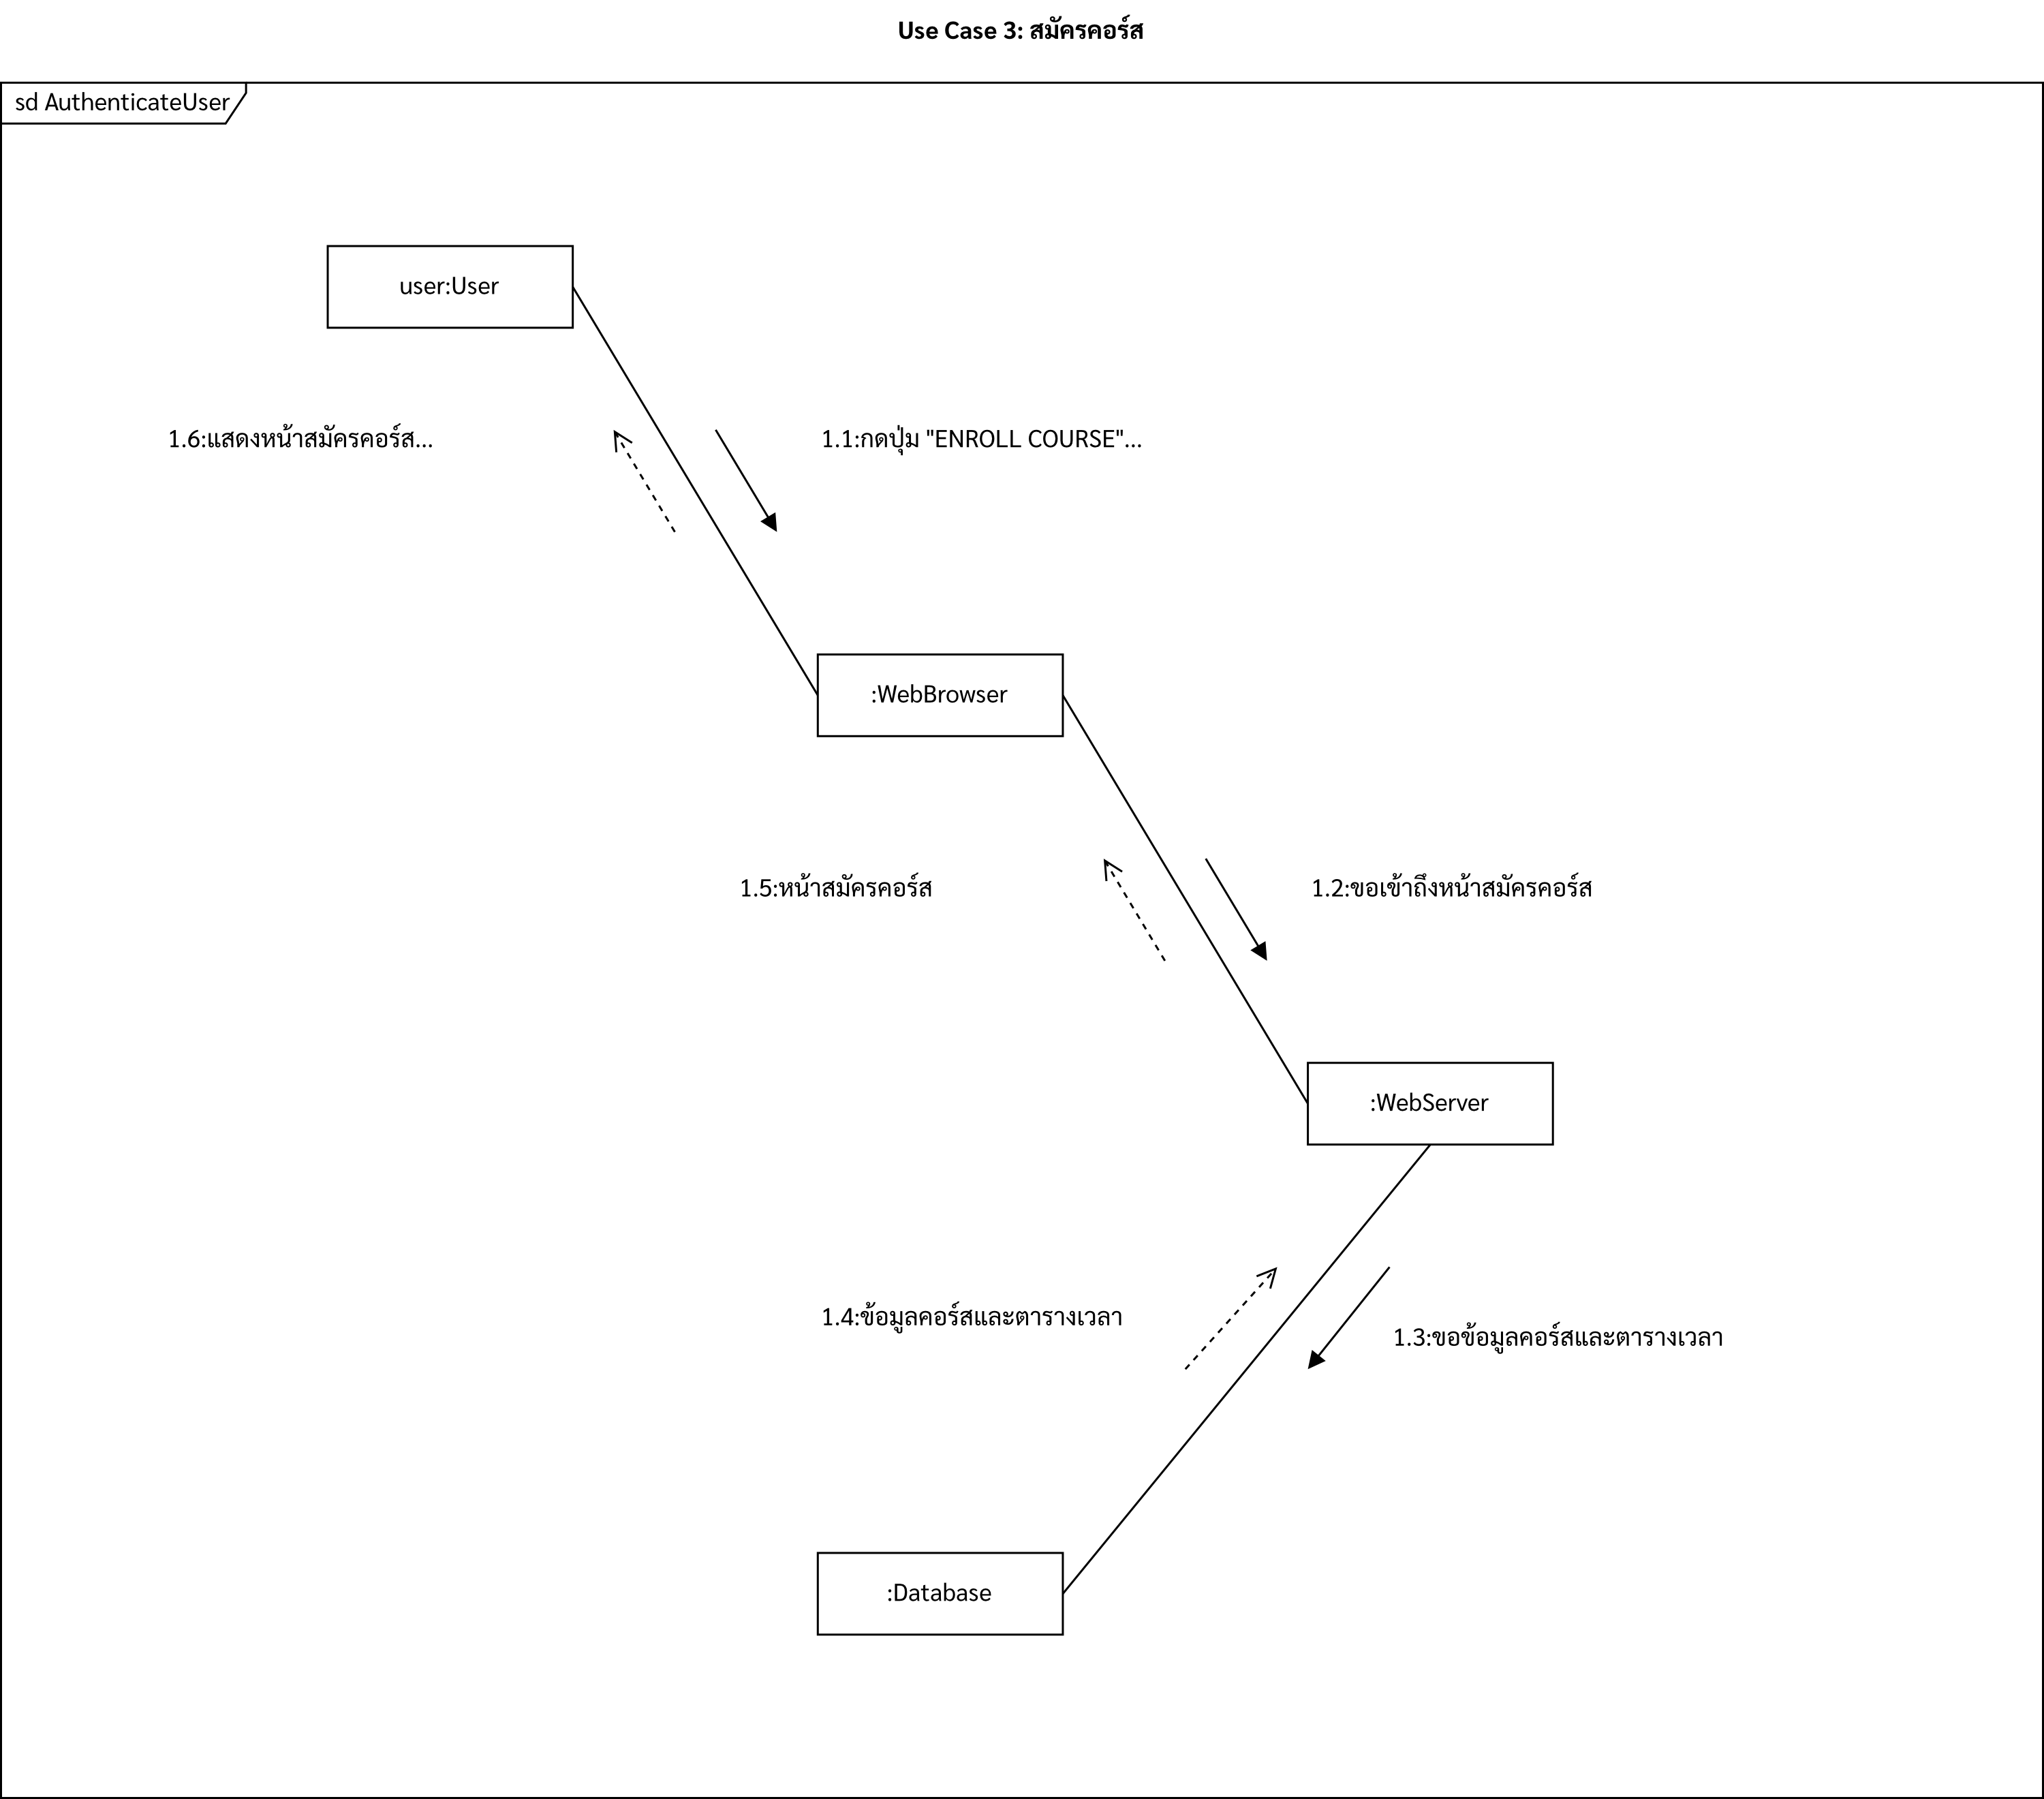 Use Case 3: สมัครคอร์ส
sd AuthenticateUser
user:User
1.6:แสดงหน้าสมัครคอร์ส...
1.1:กดปุ่ม "ENROLL COURSE"...
:WebBrowser
1.5:หน้าสมัครคอร์ส
1.2:ขอเข้าถึงหน้าสมัครคอร์ส
:WebServer
1.4:ข้อมูลคอร์สและตารางเวลา
1.3:ขอข้อมูลคอร์สและตารางเวลา
:Database